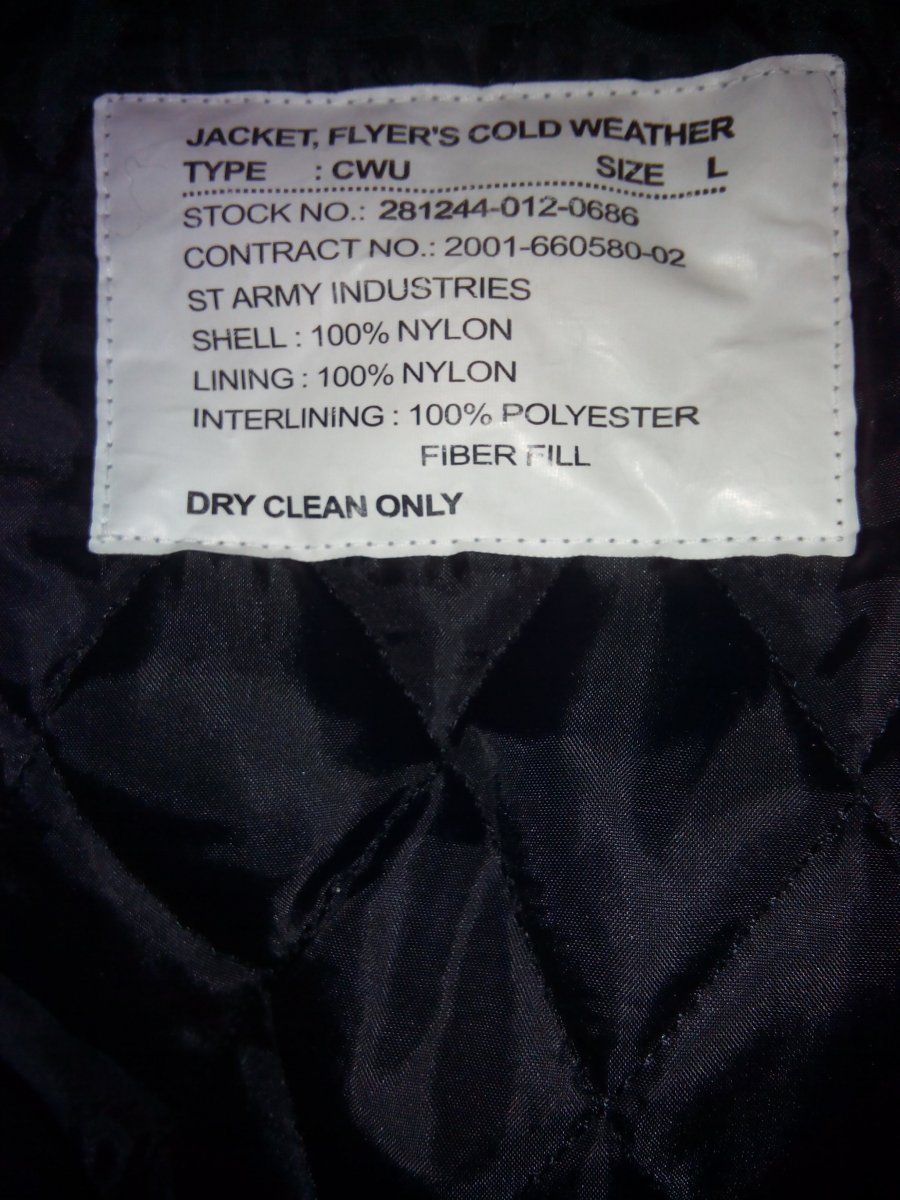 JACKET, FLYER'S COLD WEATHER
TYPE : CWU SIZE L
STOCK NO.: 281244-012-0686
CONTRACT NO.: 2001-660580-02
ST ARMY INDUSTRIES
SHELL : 100% NYLON
LINING : 100% NYLON
INTERLINING : 100% POLYESTER
FIBER FILL
DRY CLEAN ONLY